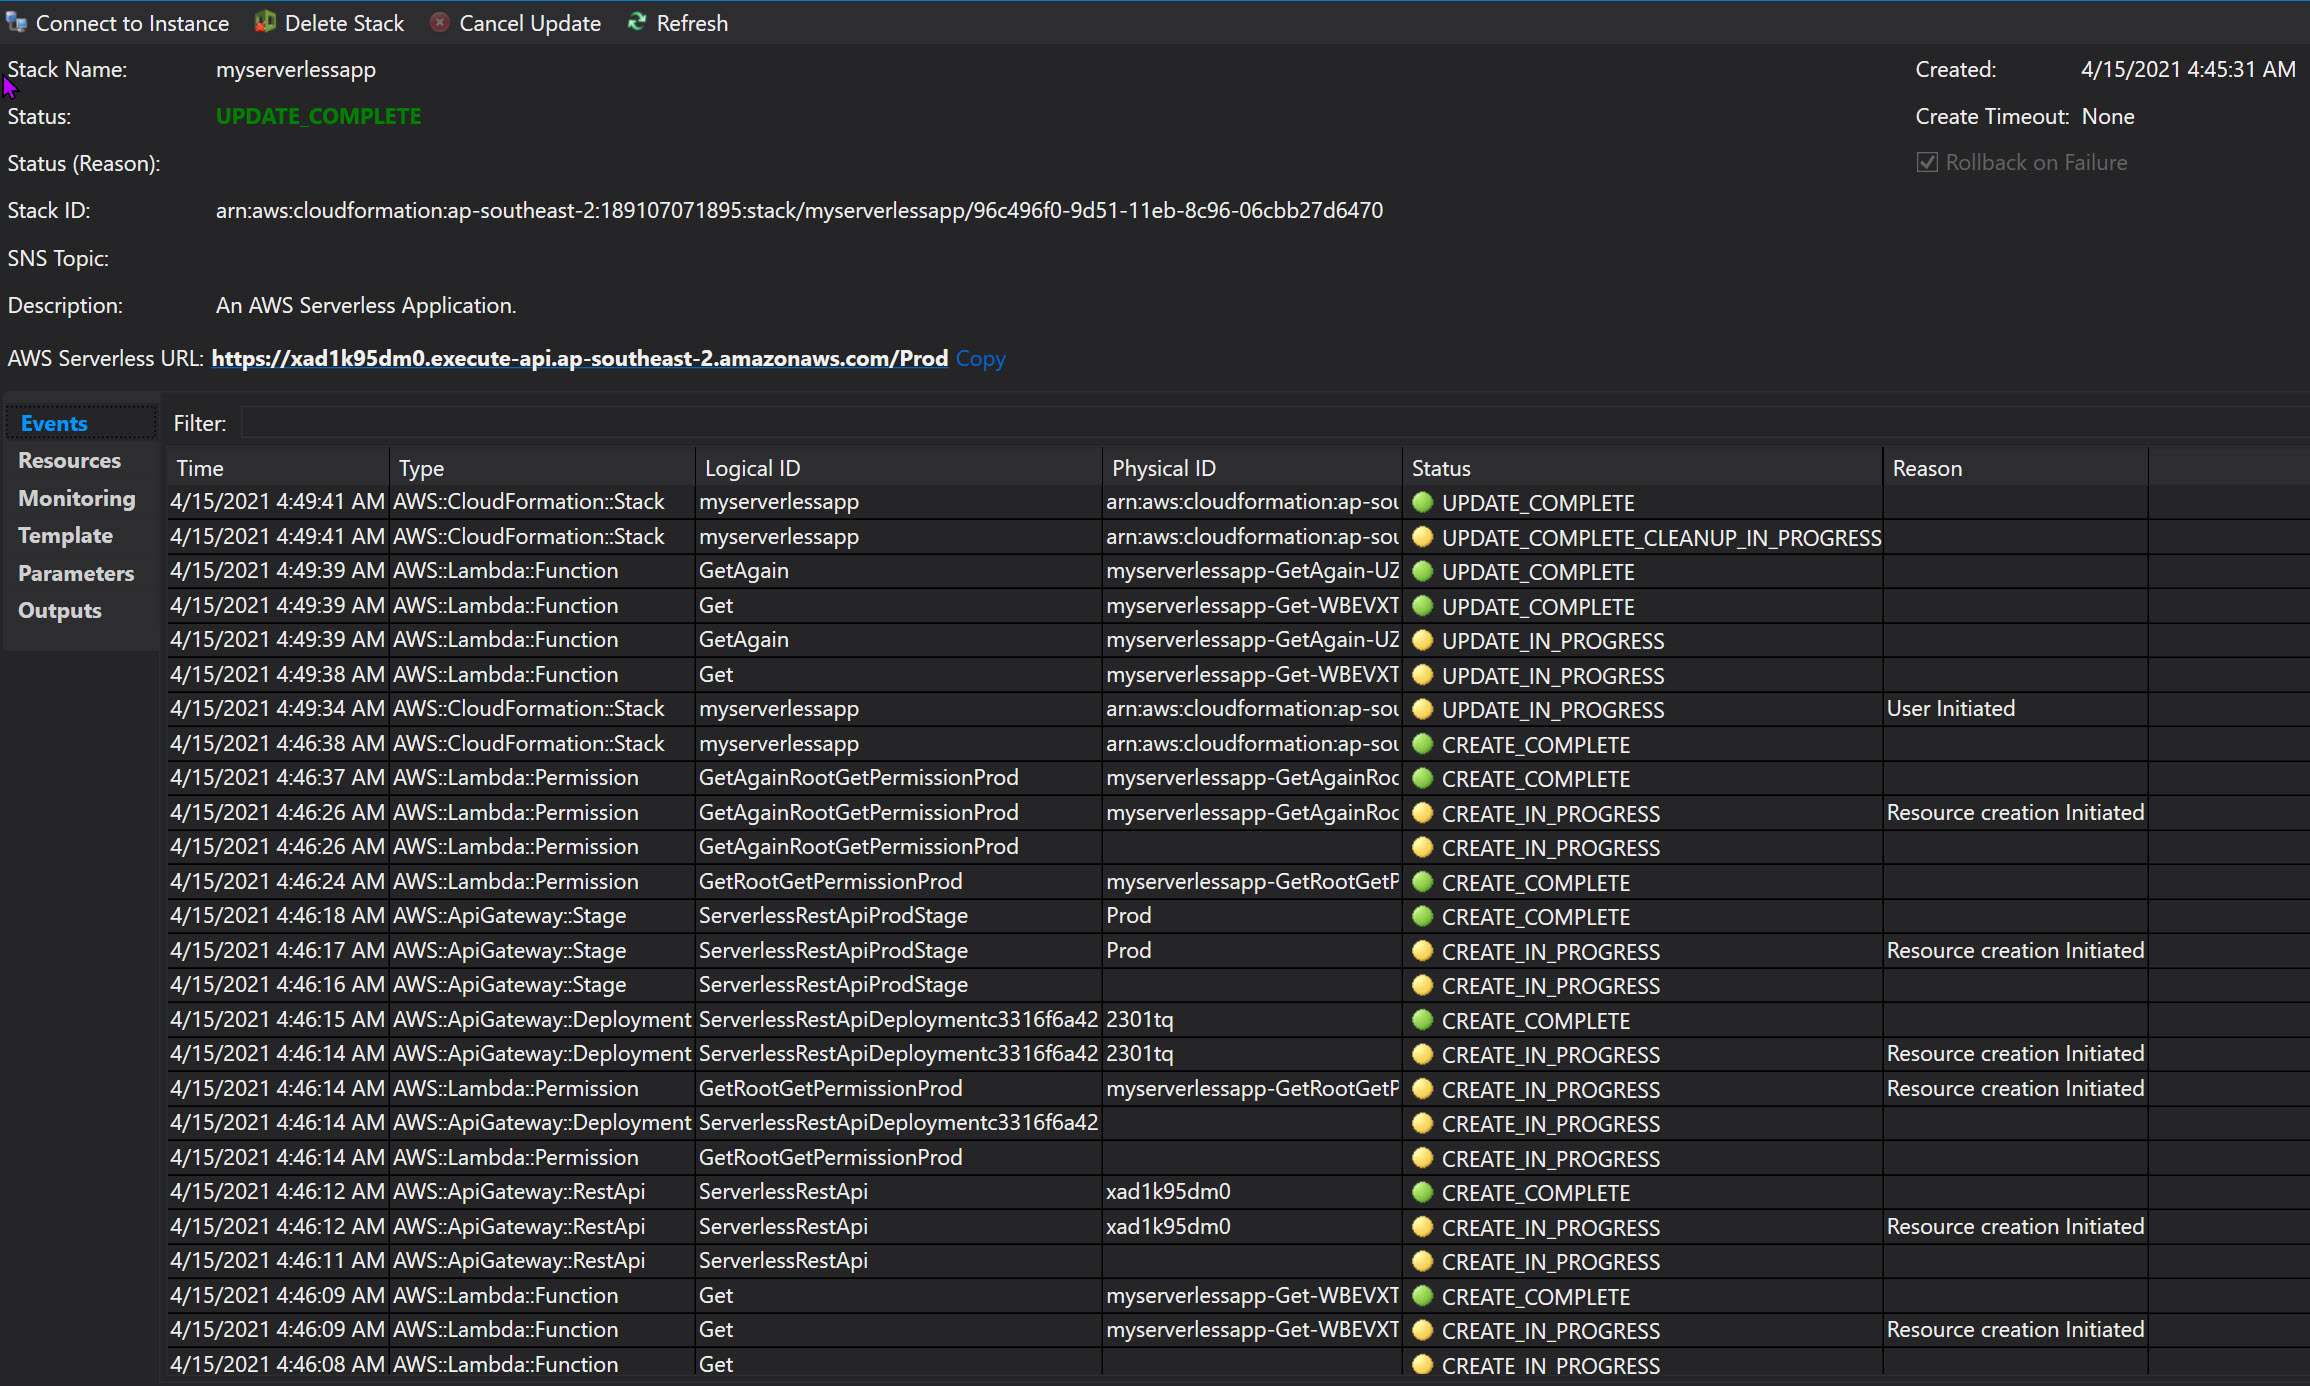 Connect to Instance Delete Stack Cancel Update Refresh
Stack Name: myserverlessapp Created: 4/15/2021 4:45:31 AM
Status: UPDATE_COMPLETE Create Timeout: None
Status (Reason): Rollback on Failure
Stack ID: arn:aws:cloudformation:ap-southeast-2:189107071895:stack/myserverlessapp/96c496f0-9d51-11eb-8c96-06cbb27d6470
SNS Topic:
Description: An AWS Serverless Application.
AWS Serverless URL: https://xad1k95dm0.execute-api.ap-southeast-2.amazonaws.com/Prod Copy
Events
Resources
Monitoring
Template
Parameters
Outputs
Filter:
Time Type Logical ID Physical ID Status Reason
4/15/2021 4:49:41 AM AWS::CloudFormation::Stack myserverlessapp arn:aws:cloudformation:ap-sou UPDATE_COMPLETE
4/15/2021 4:49:41 AM AWS::CloudFormation::Stack myserverlessapp arn:aws:cloudformation:ap-sou UPDATE_COMPLETE_CLEANUP_IN_PROGRESS
4/15/2021 4:49:39 AM AWS::Lambda::Function GetAgain myserverlessapp-GetAgain-UZ UPDATE_COMPLETE
4/15/2021 4:49:39 AM AWS::Lambda::Function Get myserverlessapp-Get-WBEVXT UPDATE_COMPLETE
4/15/2021 4:49:39 AM AWS::Lambda::Function GetAgain myserverlessapp-GetAgain-UZ UPDATE_IN_PROGRESS
4/15/2021 4:49:38 AM AWS::Lambda::Function Get myserverlessapp-Get-WBEVXT UPDATE_IN_PROGRESS
4/15/2021 4:49:34 AM AWS::CloudFormation::Stack myserverlessapp arn:aws:cloudformation:ap-sou UPDATE_IN_PROGRESS User Initiated
4/15/2021 4:46:38 AM AWS::CloudFormation::Stack myserverlessapp arn:aws:cloudformation:ap-sou CREATE_COMPLETE
4/15/2021 4:46:37 AM AWS::Lambda::Permission GetAgainRootGetPermissionProd myserverlessapp-GetAgainRoc CREATE_COMPLETE
4/15/2021 4:46:26 AM AWS::Lambda::Permission GetAgainRootGetPermissionProd myserverlessapp-GetAgainRoc CREATE_IN_PROGRESS Resource creation Initiated
4/15/2021 4:46:26 AM AWS::Lambda::Permission GetAgainRootGetPermissionProd CREATE_IN_PROGRESS
4/15/2021 4:46:24 AM AWS::Lambda::Permission GetRootGetPermissionProd myserverlessapp-GetRootGetP CREATE_COMPLETE
4/15/2021 4:46:18 AM AWS::ApiGateway::Stage ServerlessRestApiProdStage Prod CREATE_COMPLETE
4/15/2021 4:46:17 AM AWS::ApiGateway::Stage ServerlessRestApiProdStage Prod CREATE_IN_PROGRESS Resource creation Initiated
4/15/2021 4:46:16 AM AWS::ApiGateway::Stage ServerlessRestApiProdStage CREATE_IN_PROGRESS
4/15/2021 4:46:15 AM AWS::ApiGateway::Deployment ServerlessRestApiDeploymentc3316f6a42 2301tq CREATE_COMPLETE
4/15/2021 4:46:14 AM AWS::ApiGateway::Deployment ServerlessRestApiDeploymentc3316f6a42 2301tq CREATE_IN_PROGRESS Resource creation Initiated
4/15/2021 4:46:14 AM AWS::Lambda::Permission GetRootGetPermissionProd myserverlessapp-GetRootGetP CREATE_IN_PROGRESS Resource creation Initiated
4/15/2021 4:46:14 AM AWS::ApiGateway::Deployment ServerlessRestApiDeploymentc3316f6a42 CREATE_IN_PROGRESS
4/15/2021 4:46:14 AM AWS::Lambda::Permission GetRootGetPermissionProd CREATE_IN_PROGRESS
4/15/2021 4:46:12 AM AWS::ApiGateway::RestApi ServerlessRestApi xad1k95dm0 CREATE_COMPLETE
4/15/2021 4:46:12 AM AWS::ApiGateway::RestApi ServerlessRestApi xad1k95dm0 CREATE_IN_PROGRESS Resource creation Initiated
4/15/2021 4:46:11 AM AWS::ApiGateway::RestApi ServerlessRestApi CREATE_IN_PROGRESS
4/15/2021 4:46:09 AM AWS::Lambda::Function Get myserverlessapp-Get-WBEVXT CREATE_COMPLETE
4/15/2021 4:46:09 AM AWS::Lambda::Function Get myserverlessapp-Get-WBEVXT CREATE_IN_PROGRESS Resource creation Initiated
4/15/2021 4:46:08 AM AWS::Lambda::Function Get CREATE_IN_PROGRESS